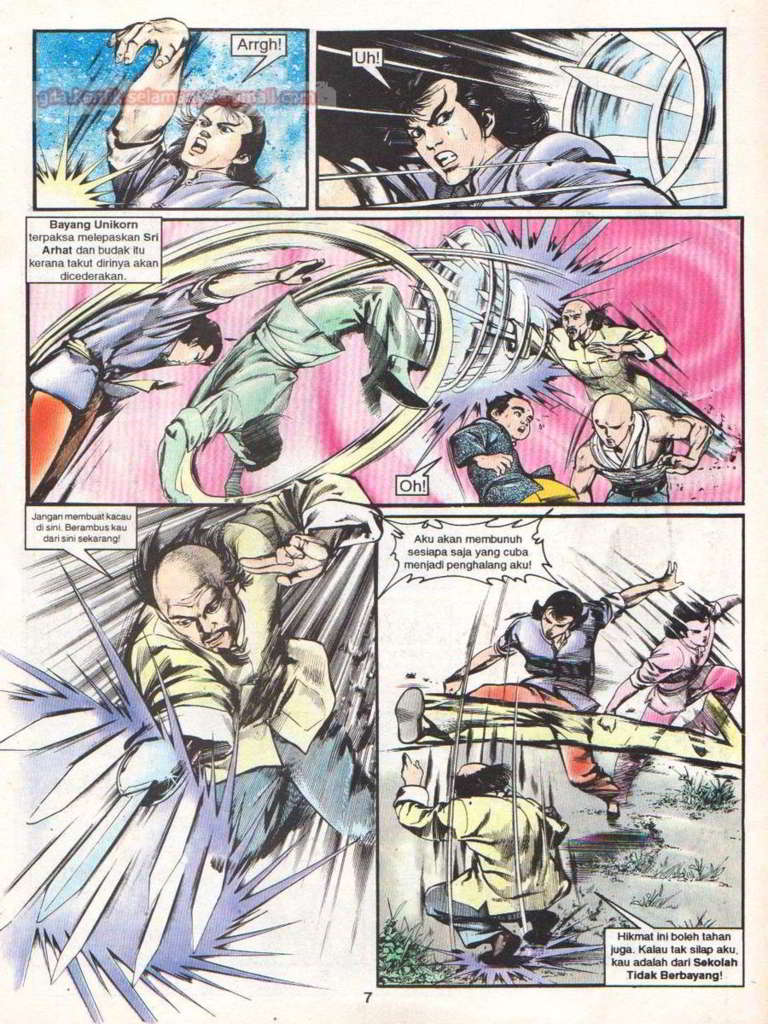 Arrgh!
Uh!
Bayang Unikorn
terpaksa melepaskan Sri
Arhat dan budak itu
kerana takut dirinya akan
dicederakan.
Oh!
Jangan membuat kacau
di sini. Berambus kau
dari sini sekarang!
Aku akan membunuh
sesiapa saja yang cuba
menjadi penghalang aku!
Hikmat ini boleh tahan
juga. Kalau tak silap aku,
kau adalah dari Sekolah
Tidak Berbayang!
7